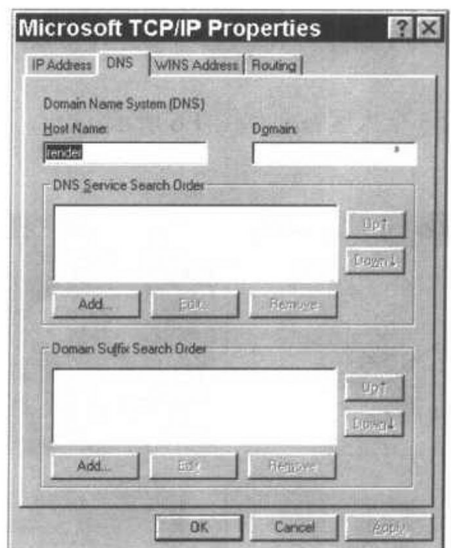 Microsoft TCP/IP Properties ? X
IP Address DNS WINS Address Routing
Domain Name System (DNS)
Host Name: Domain:
render
DNS Service Search Order
Up↑
Down↓
Add... Edit... Remove
Domain Suffix Search Order
Up↑
Down↓
Add... Edit... Remove
OK Cancel Apply